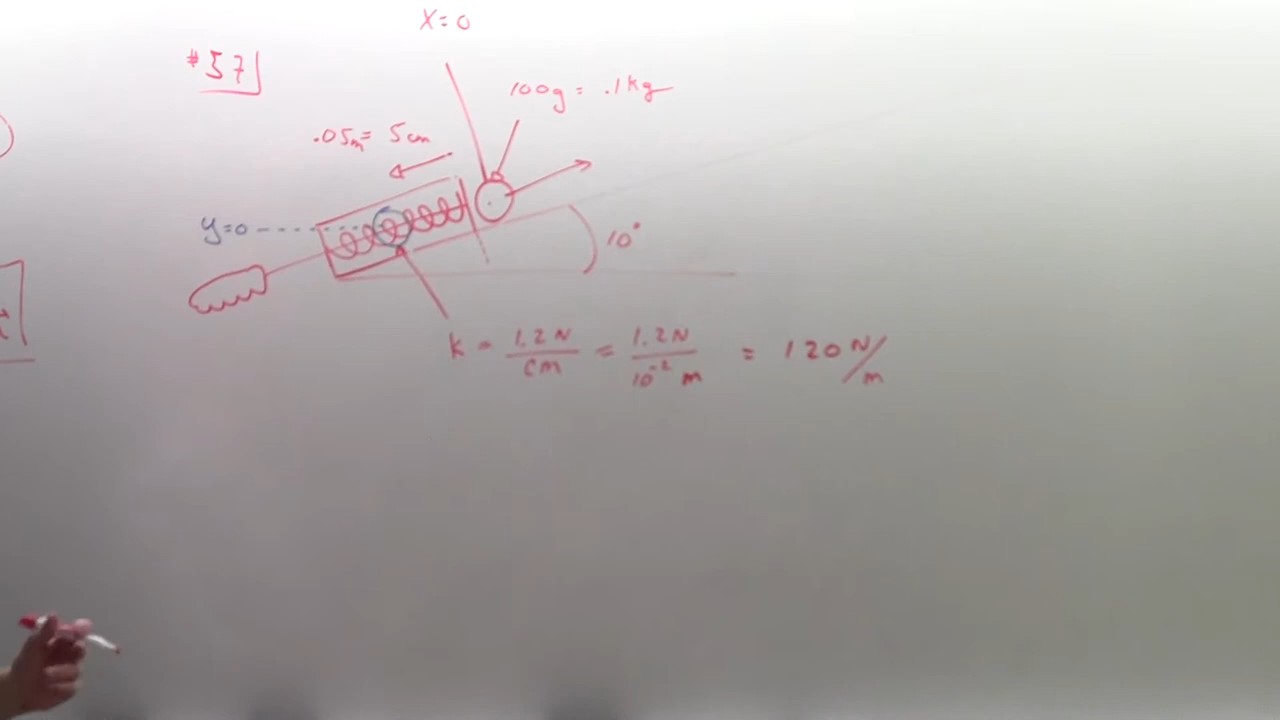 X=0
#57
100g = .1kg
.05m= 5cm
y=0
10°
k = 1.2N/cm = 1.2N/10⁻² m = 120 N/m